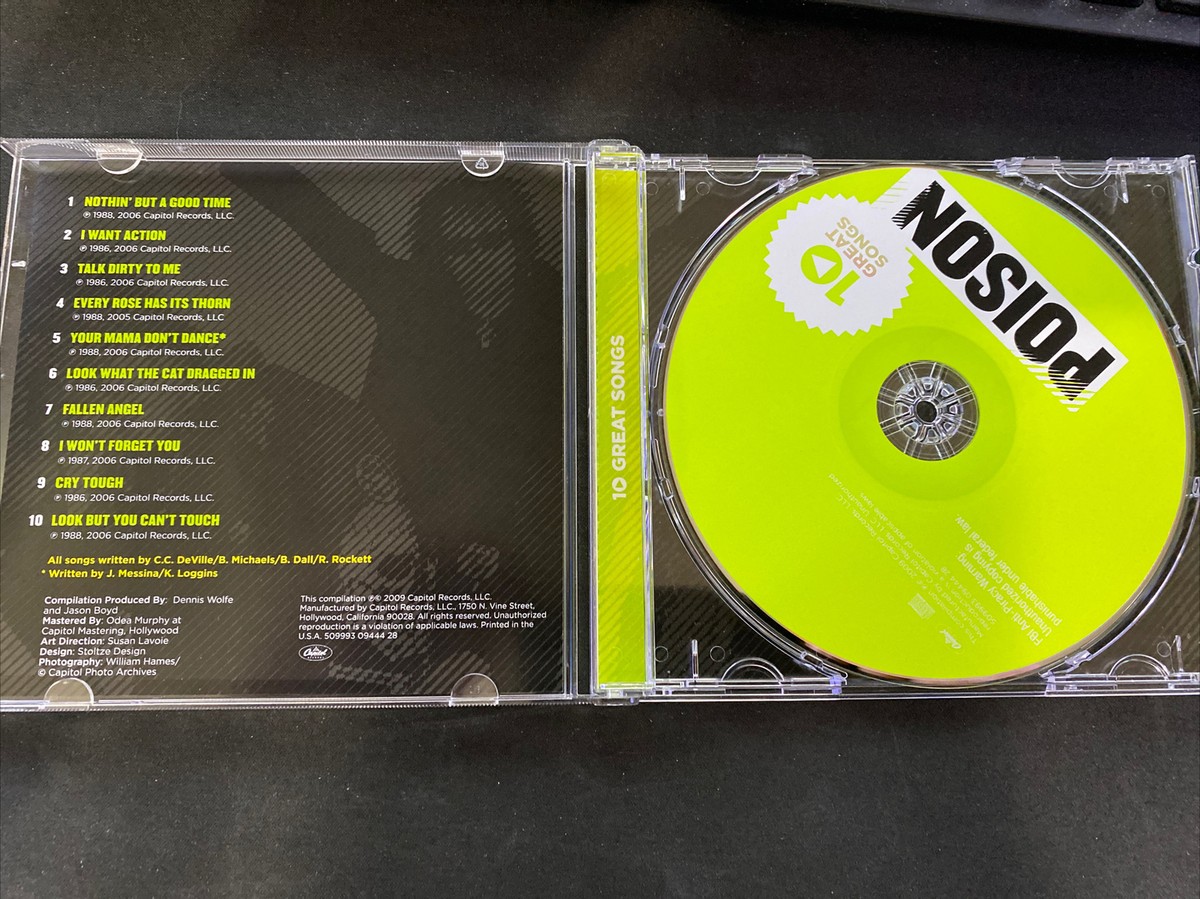 1 NOTHIN' BUT A GOOD TIME
℗ 1988, 2006 Capitol Records, LLC.
2 I WANT ACTION
℗ 1986, 2006 Capitol Records, LLC.
3 TALK DIRTY TO ME
℗ 1986, 2006 Capitol Records, LLC.
4 EVERY ROSE HAS ITS THORN
℗ 1988, 2005 Capitol Records, LLC
5 YOUR MAMA DON'T DANCE*
℗ 1988, 2006 Capitol Records, LLC.
6 LOOK WHAT THE CAT DRAGGED IN
℗ 1986, 2006 Capitol Records, LLC.
7 FALLEN ANGEL
℗ 1988, 2006 Capitol Records, LLC.
8 I WON'T FORGET YOU
℗ 1987, 2006 Capitol Records, LLC.
9 CRY TOUGH
℗ 1986, 2006 Capitol Records, LLC.
10 LOOK BUT YOU CAN'T TOUCH
℗ 1988, 2006 Capitol Records, LLC.
All songs written by C.C. DeVille/B. Michaels/B. Dall/R. Rockett
* Written by J. Messina/K. Loggins
Compilation Produced By: Dennis Wolfe
and Jason Boyd
Mastered By: Odea Murphy at
Capitol Mastering, Hollywood
Art Direction: Susan Lavoie
Design: Stoltze Design
Photography: William Hames/
© Capitol Photo Archives
This compilation ℗© 2009 Capitol Records, LLC.
Manufactured by Capitol Records, LLC., 1750 N. Vine Street,
Hollywood, California 90028. All rights reserved. Unauthorized
reproduction is a violation of applicable laws. Printed in the
U.S.A. 509993 09444 28
Capitol
10 GREAT SONGS
POISON
10
GREAT
SONGS
FBI Anti-Piracy Warning
Unauthorized copying is
punishable under federal law.
Capitol